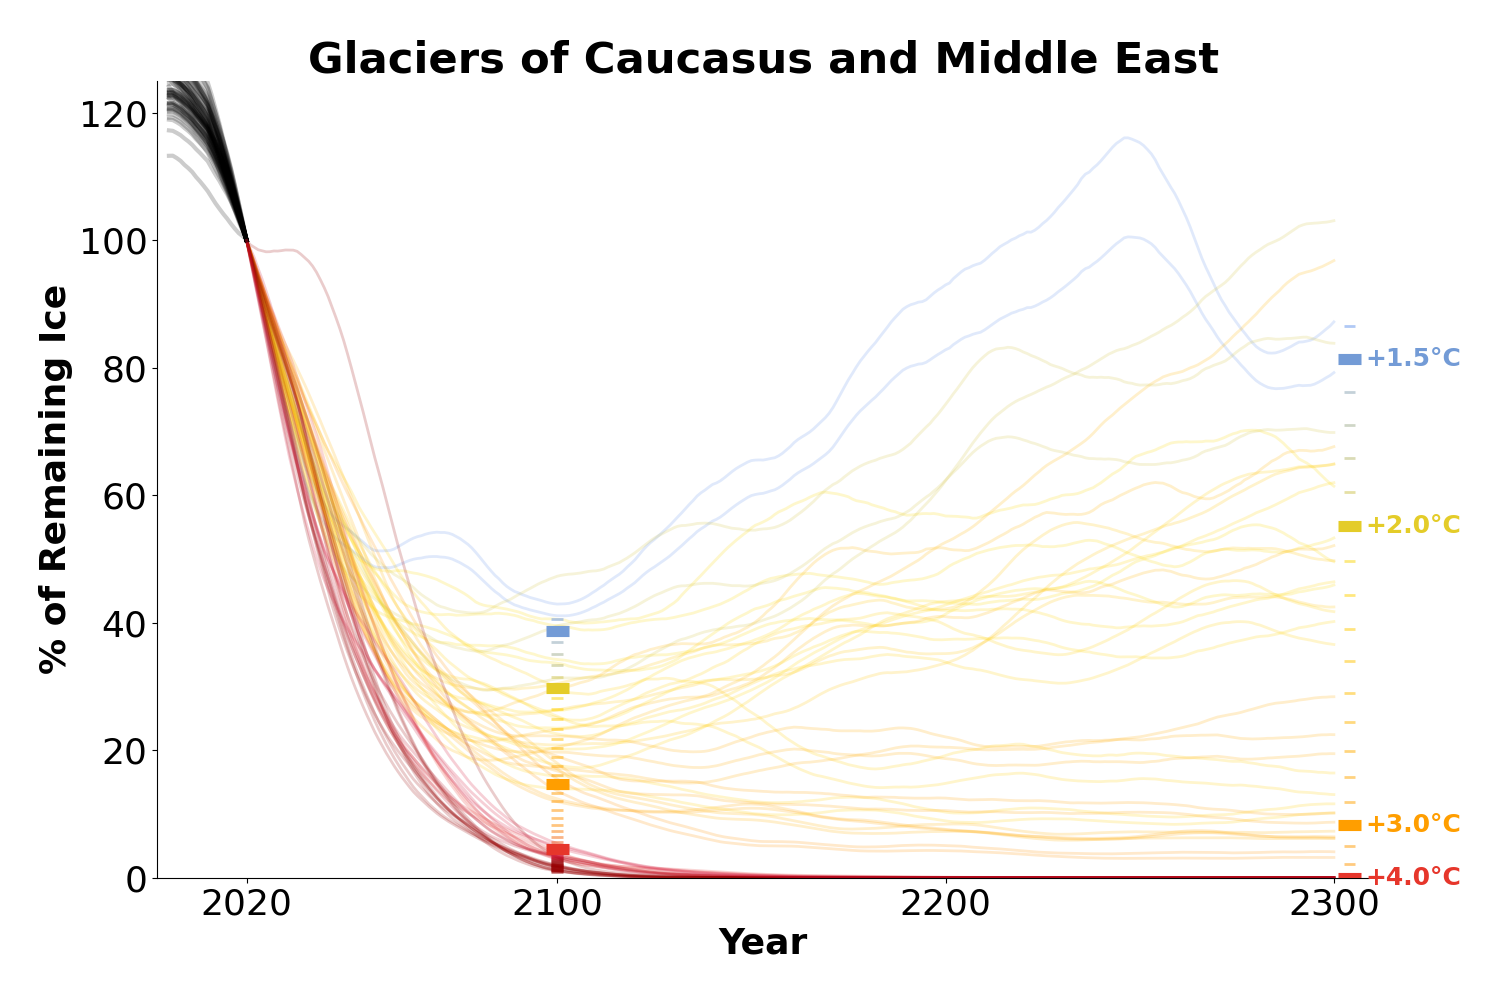 Glaciers of Caucasus and Middle East
% of Remaining Ice
120
100
80
60
40
20
0
+1.5°C
+2.0°C
+3.0°C
+4.0°C
2020
2100
2200
2300
Year